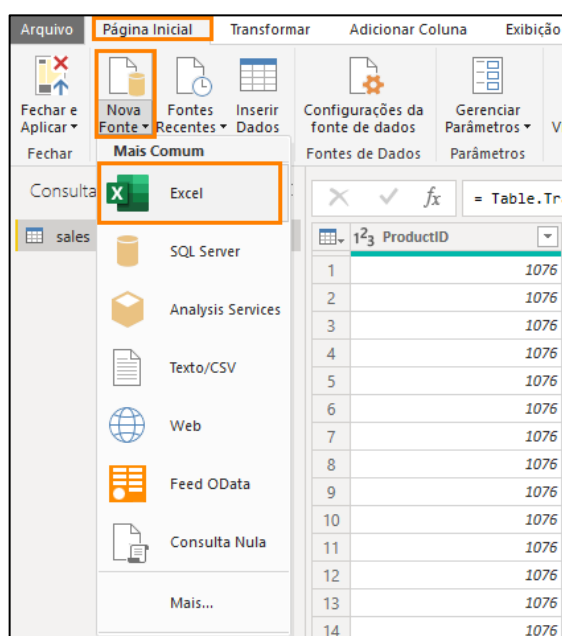 Arquivo Página Inicial Transformar Adicionar Coluna Exibição
Fechar e Aplicar
Nova Fonte
Fontes Recentes
Inserir Dados
Configurações da fonte de dados
Gerenciar Parâmetros
V
Fechar
Mais Comum
Fontes de Dados
Parâmetros
Consulta
sales
Excel
SQL Server
Analysis Services
Texto/CSV
Web
Feed OData
Consulta Nula
Mais...
fx = Table.Tr
1²3 ProductID
1 1076
2 1076
3 1076
4 1076
5 1076
6 1076
7 1076
8 1076
9 1076
10 1076
11 1076
12 1076
13 1076
14 1076